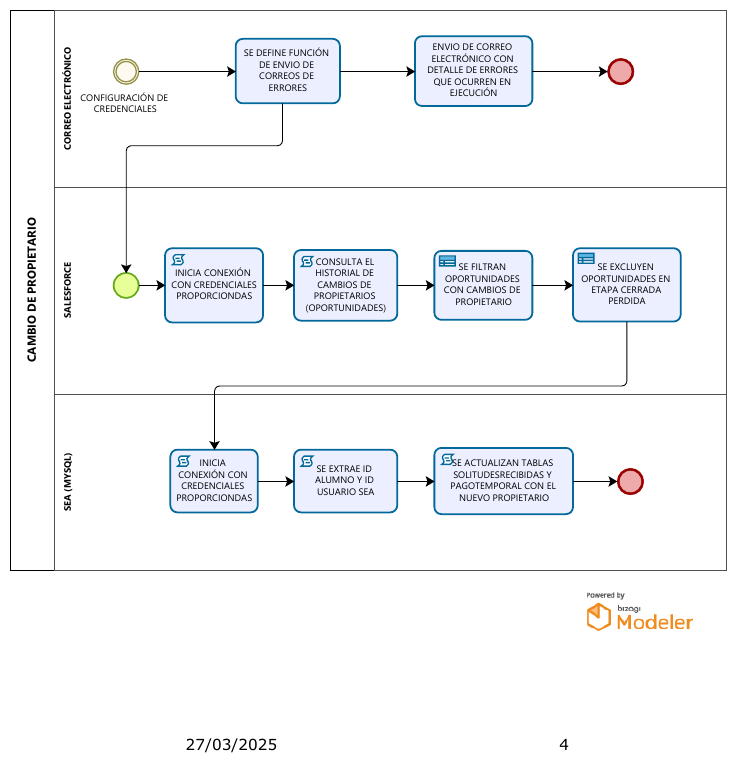 CAMBIO DE PROPIETARIO
CORREO ELECTRÓNICO
CONFIGURACIÓN DE
CREDENCIALES
SE DEFINE FUNCIÓN
DE ENVIO DE
CORREOS DE
ERRORES
ENVIO DE CORREO
ELECTRÓNICO CON
DETALLE DE ERRORES
QUE OCURREN EN
EJECUCIÓN
SALESFORCE
INICIA CONEXIÓN
CON CREDENCIALES
PROPORCIONDAS
CONSULTA EL
HISTORIAL DE
CAMBIOS DE
PROPIETARIOS
(OPORTUNIDADES)
SE FILTRAN
OPORTUNIDADES
CON CAMBIOS DE
PROPIETARIO
SE EXCLUYEN
OPORTUNIDADES EN
ETAPA CERRADA
PERDIDA
SEA (MYSQL)
INICIA
CONEXIÓN CON
CREDENCIALES
PROPORCIONDAS
SE EXTRAE ID
ALUMNO Y ID
USUARIO SEA
SE ACTUALIZAN TABLAS
SOLITUDESRECIBIDAS Y
PAGOTEMPORAL CON EL
NUEVO PROPIETARIO
Powered by
bizagi
Modeler
27/03/2025
4